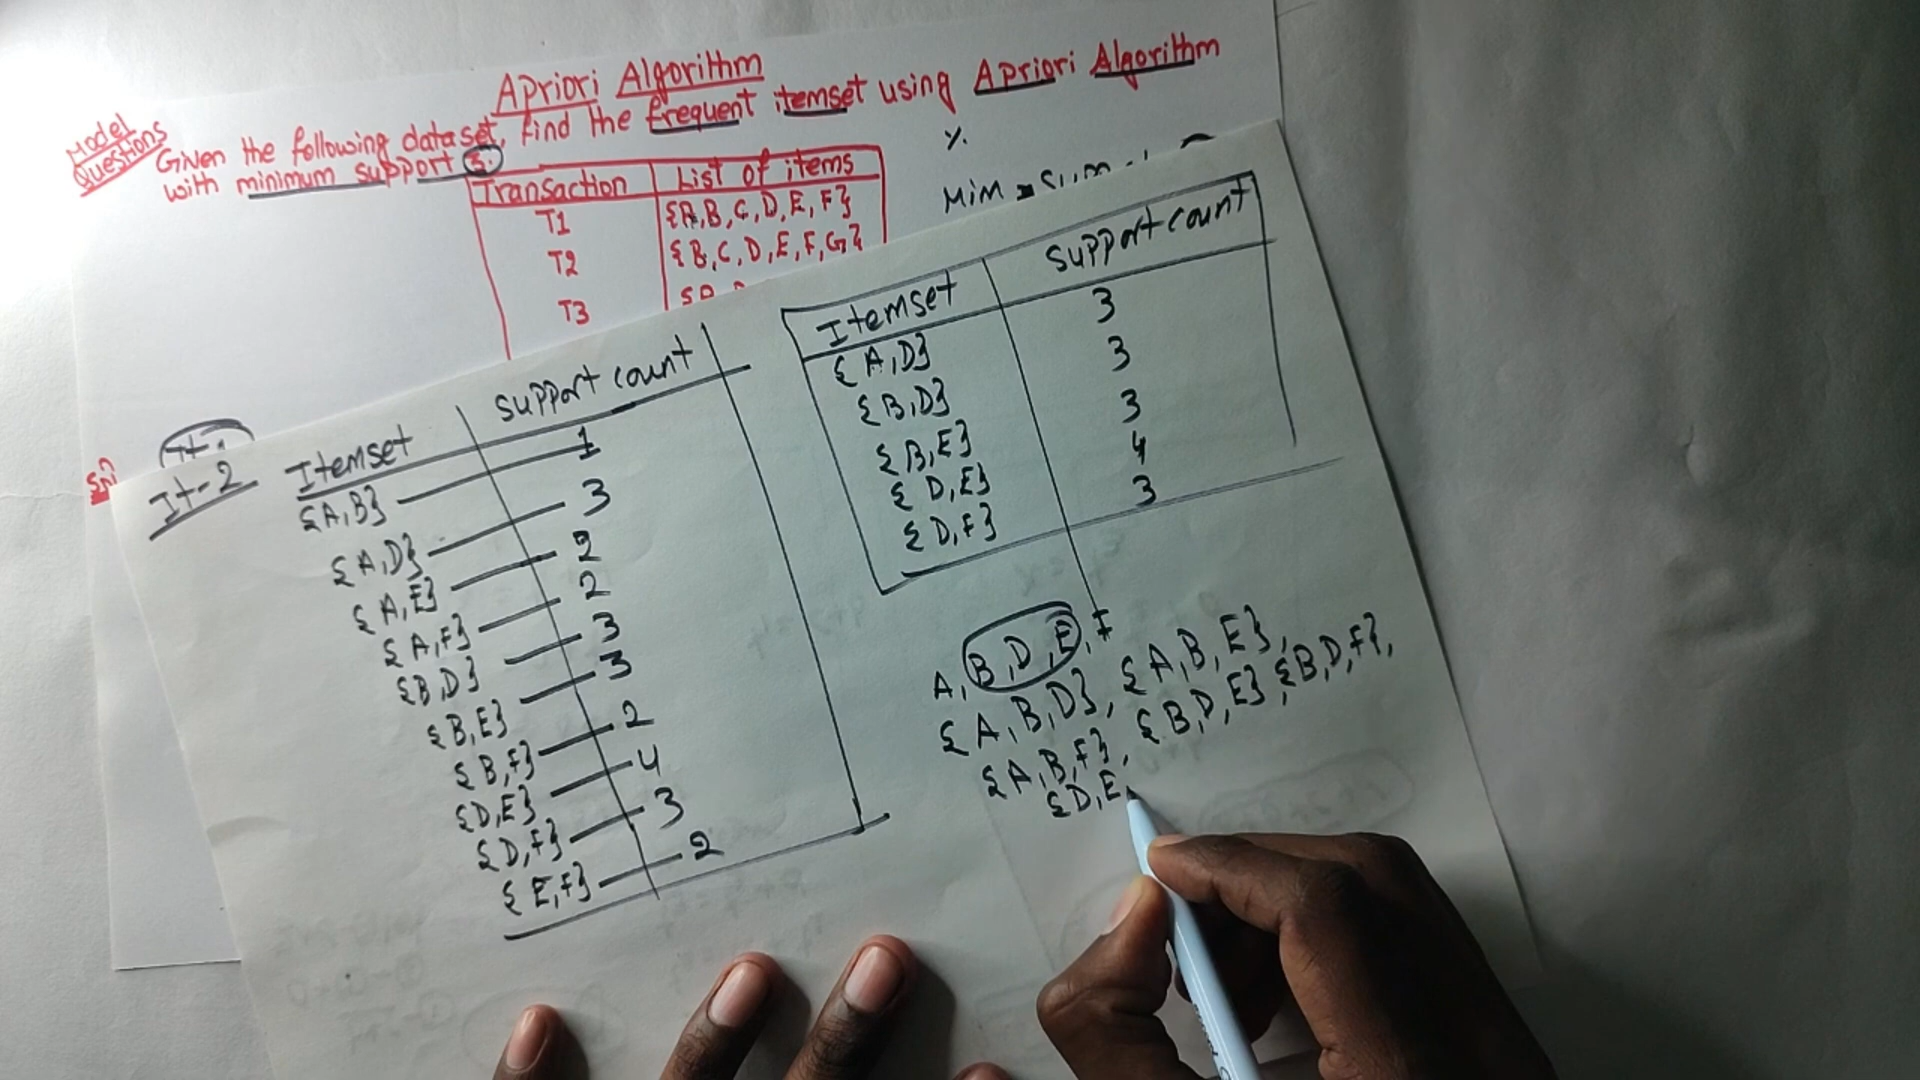 Apriori Algorithm
Model
Questions
Given the following dataset, find the frequent itemset using Apriori Algorithm
with minimum support 3.
Transaction List of items
T1 {A,B,C,D,E,F}
T2 {B,C,D,E,F,G}
T3
%
Min
It-2
Itemset support count
{A,B} 1
{A,D} 3
{A,E} 2
{A,F} 2
{B,D} 3
{B,E} 3
{B,F} 2
{D,E} 4
{D,F} 3
{E,F} 2
Itemset support count
{A,D} 3
{B,D} 3
{B,E} 3
{D,E} 4
{D,F} 3
A,B,D,E,F
{A,B,D}, {A,B,E},
{A,B,F}, {B,D,E} {B,D,F},
{D,E,